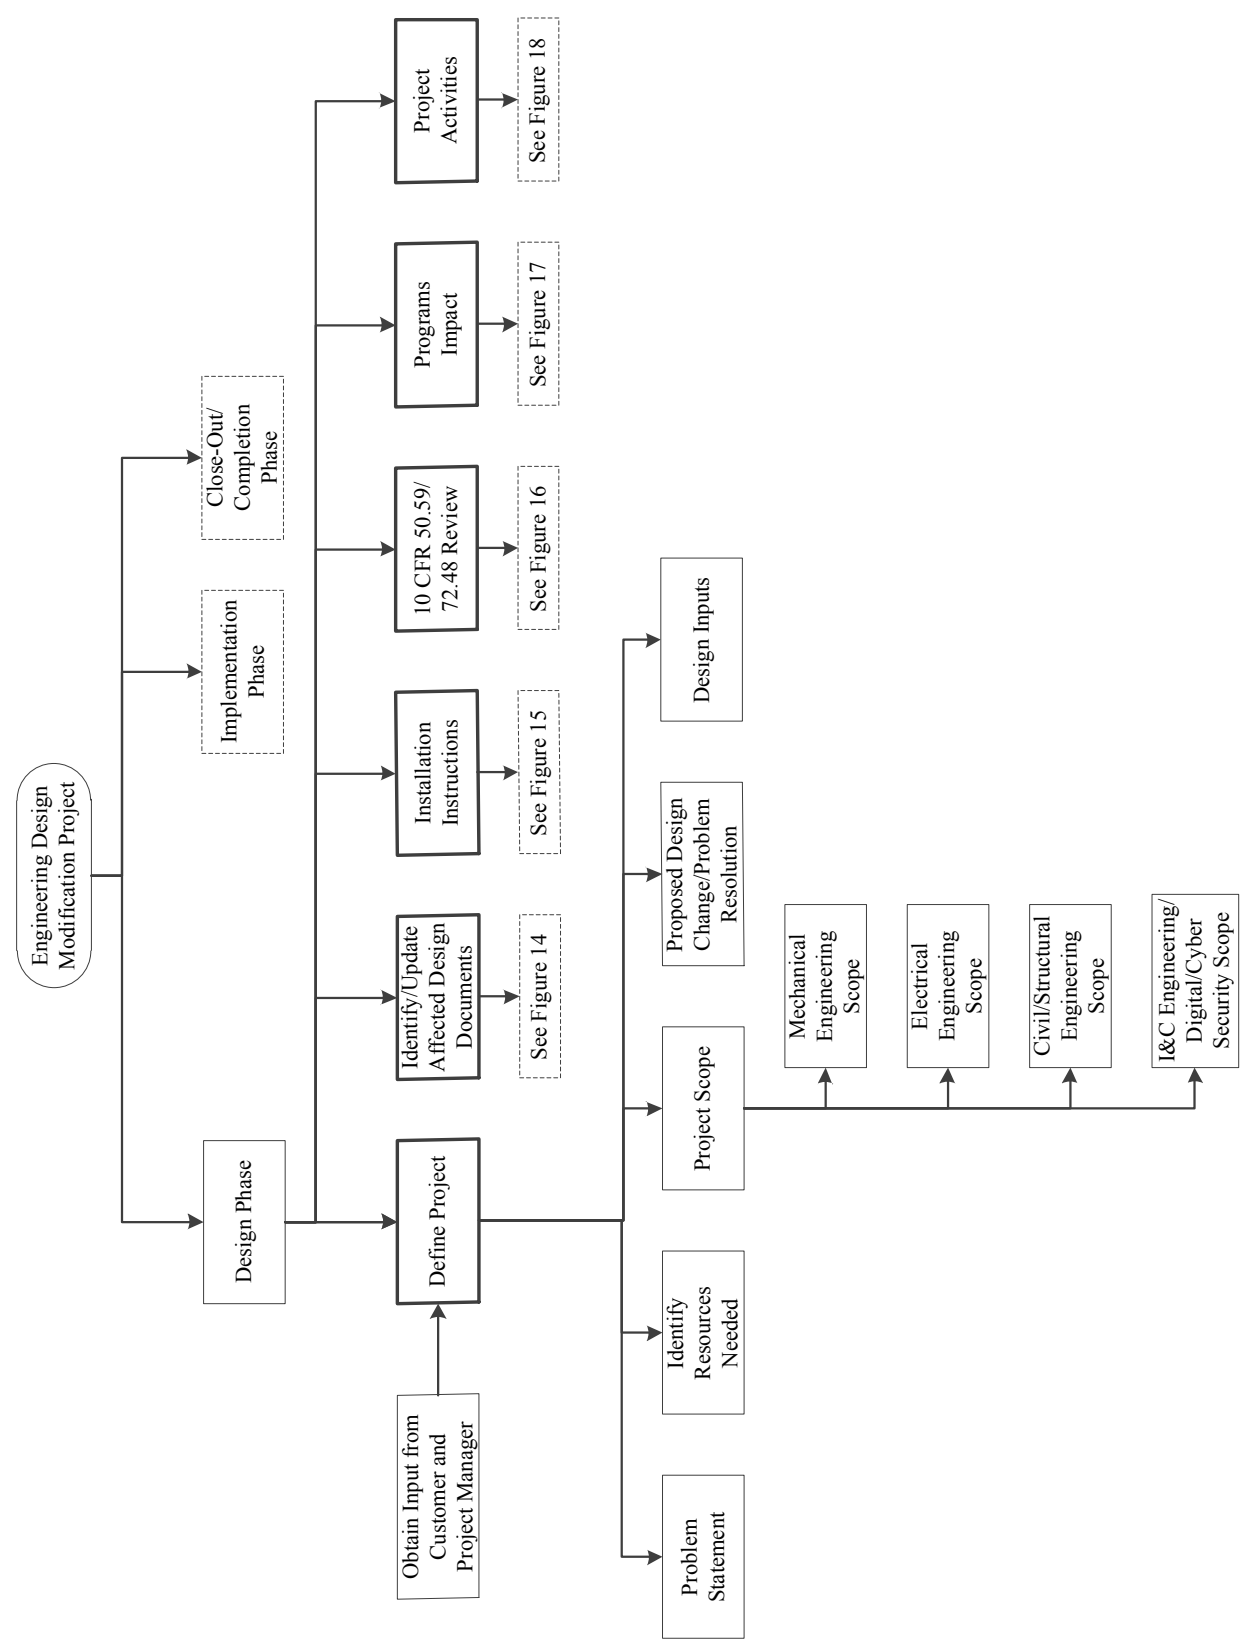 Engineering Design
Modification Project
Design Phase
Implementation
Phase
Close-Out/
Completion
Phase
Obtain Input from
Customer and
Project Manager
Define Project
Identify/Update
Affected Design
Documents
Installation
Instructions
10 CFR 50.59/
72.48 Review
Programs
Impact
Project
Activities
See Figure 14
See Figure 15
See Figure 16
See Figure 17
See Figure 18
Problem
Statement
Identify
Resources
Needed
Project Scope
Proposed Design
Change/Problem
Resolution
Design Inputs
Mechanical
Engineering
Scope
Electrical
Engineering
Scope
Civil/Structural
Engineering
Scope
I&C Engineering/
Digital/Cyber
Security Scope